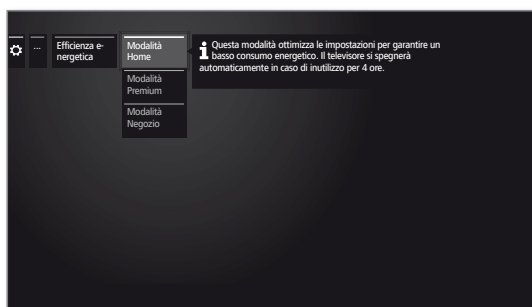 ...
Efficienza e-
nergetica
Modalità
Home
Modalità
Premium
Modalità
Negozio
Questa modalità ottimizza le impostazioni per garantire un
basso consumo energetico. Il televisore si spegnerà
automaticamente in caso di inutilizzo per 4 ore.